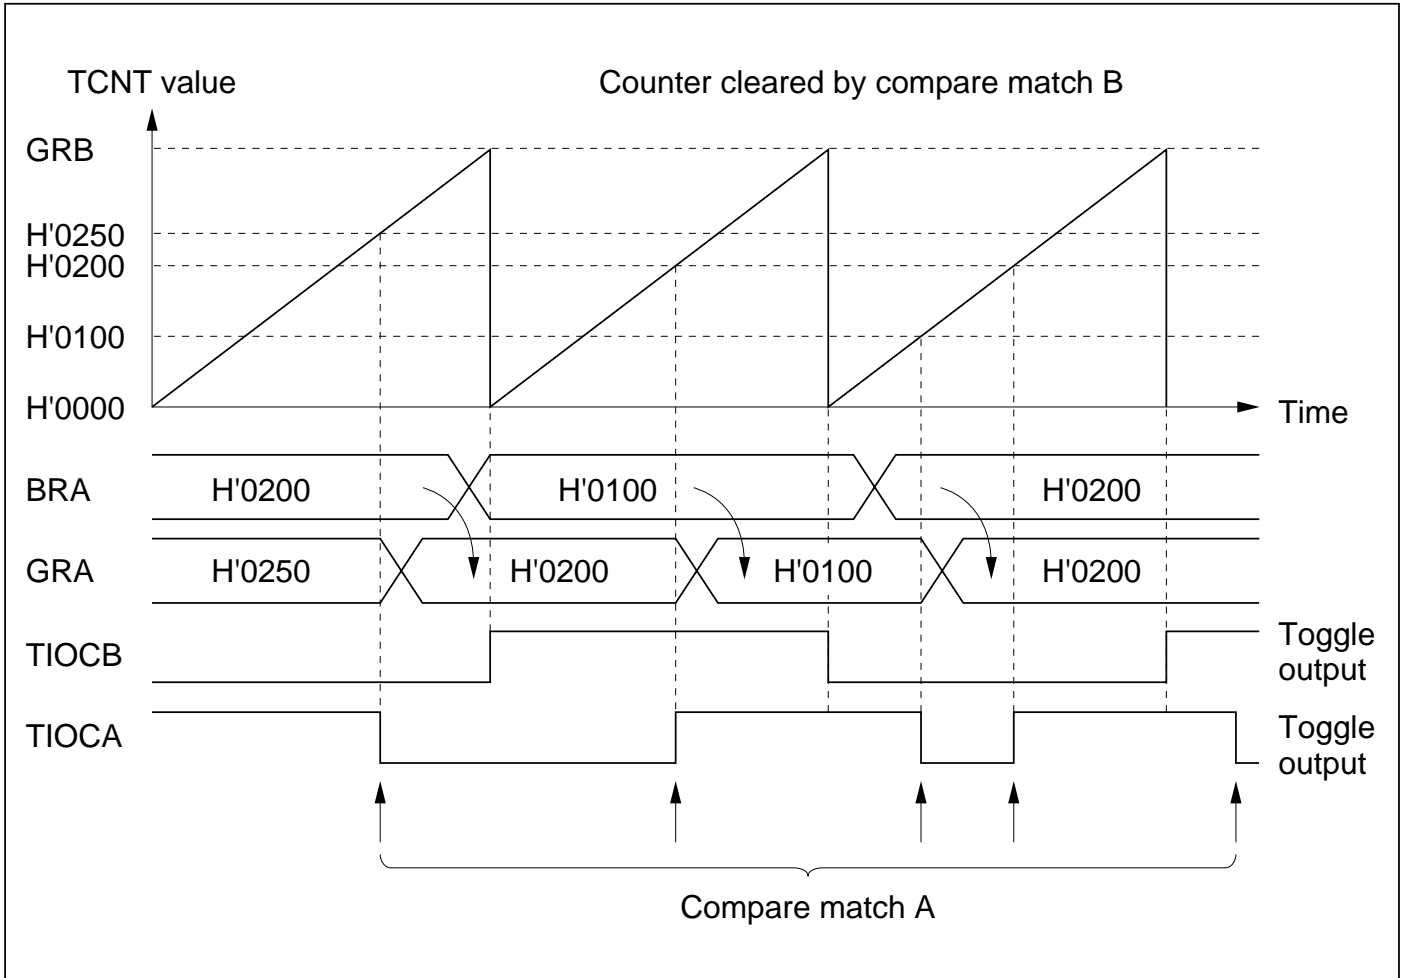 TCNT value
Counter cleared by compare match B
GRB
H'0250
H'0200
H'0100
H'0000
Time
BRA
H'0200
H'0100
H'0200
GRA
H'0250
H'0200
H'0100
H'0200
TIOCB
Toggle
output
TIOCA
Toggle
output
Compare match A